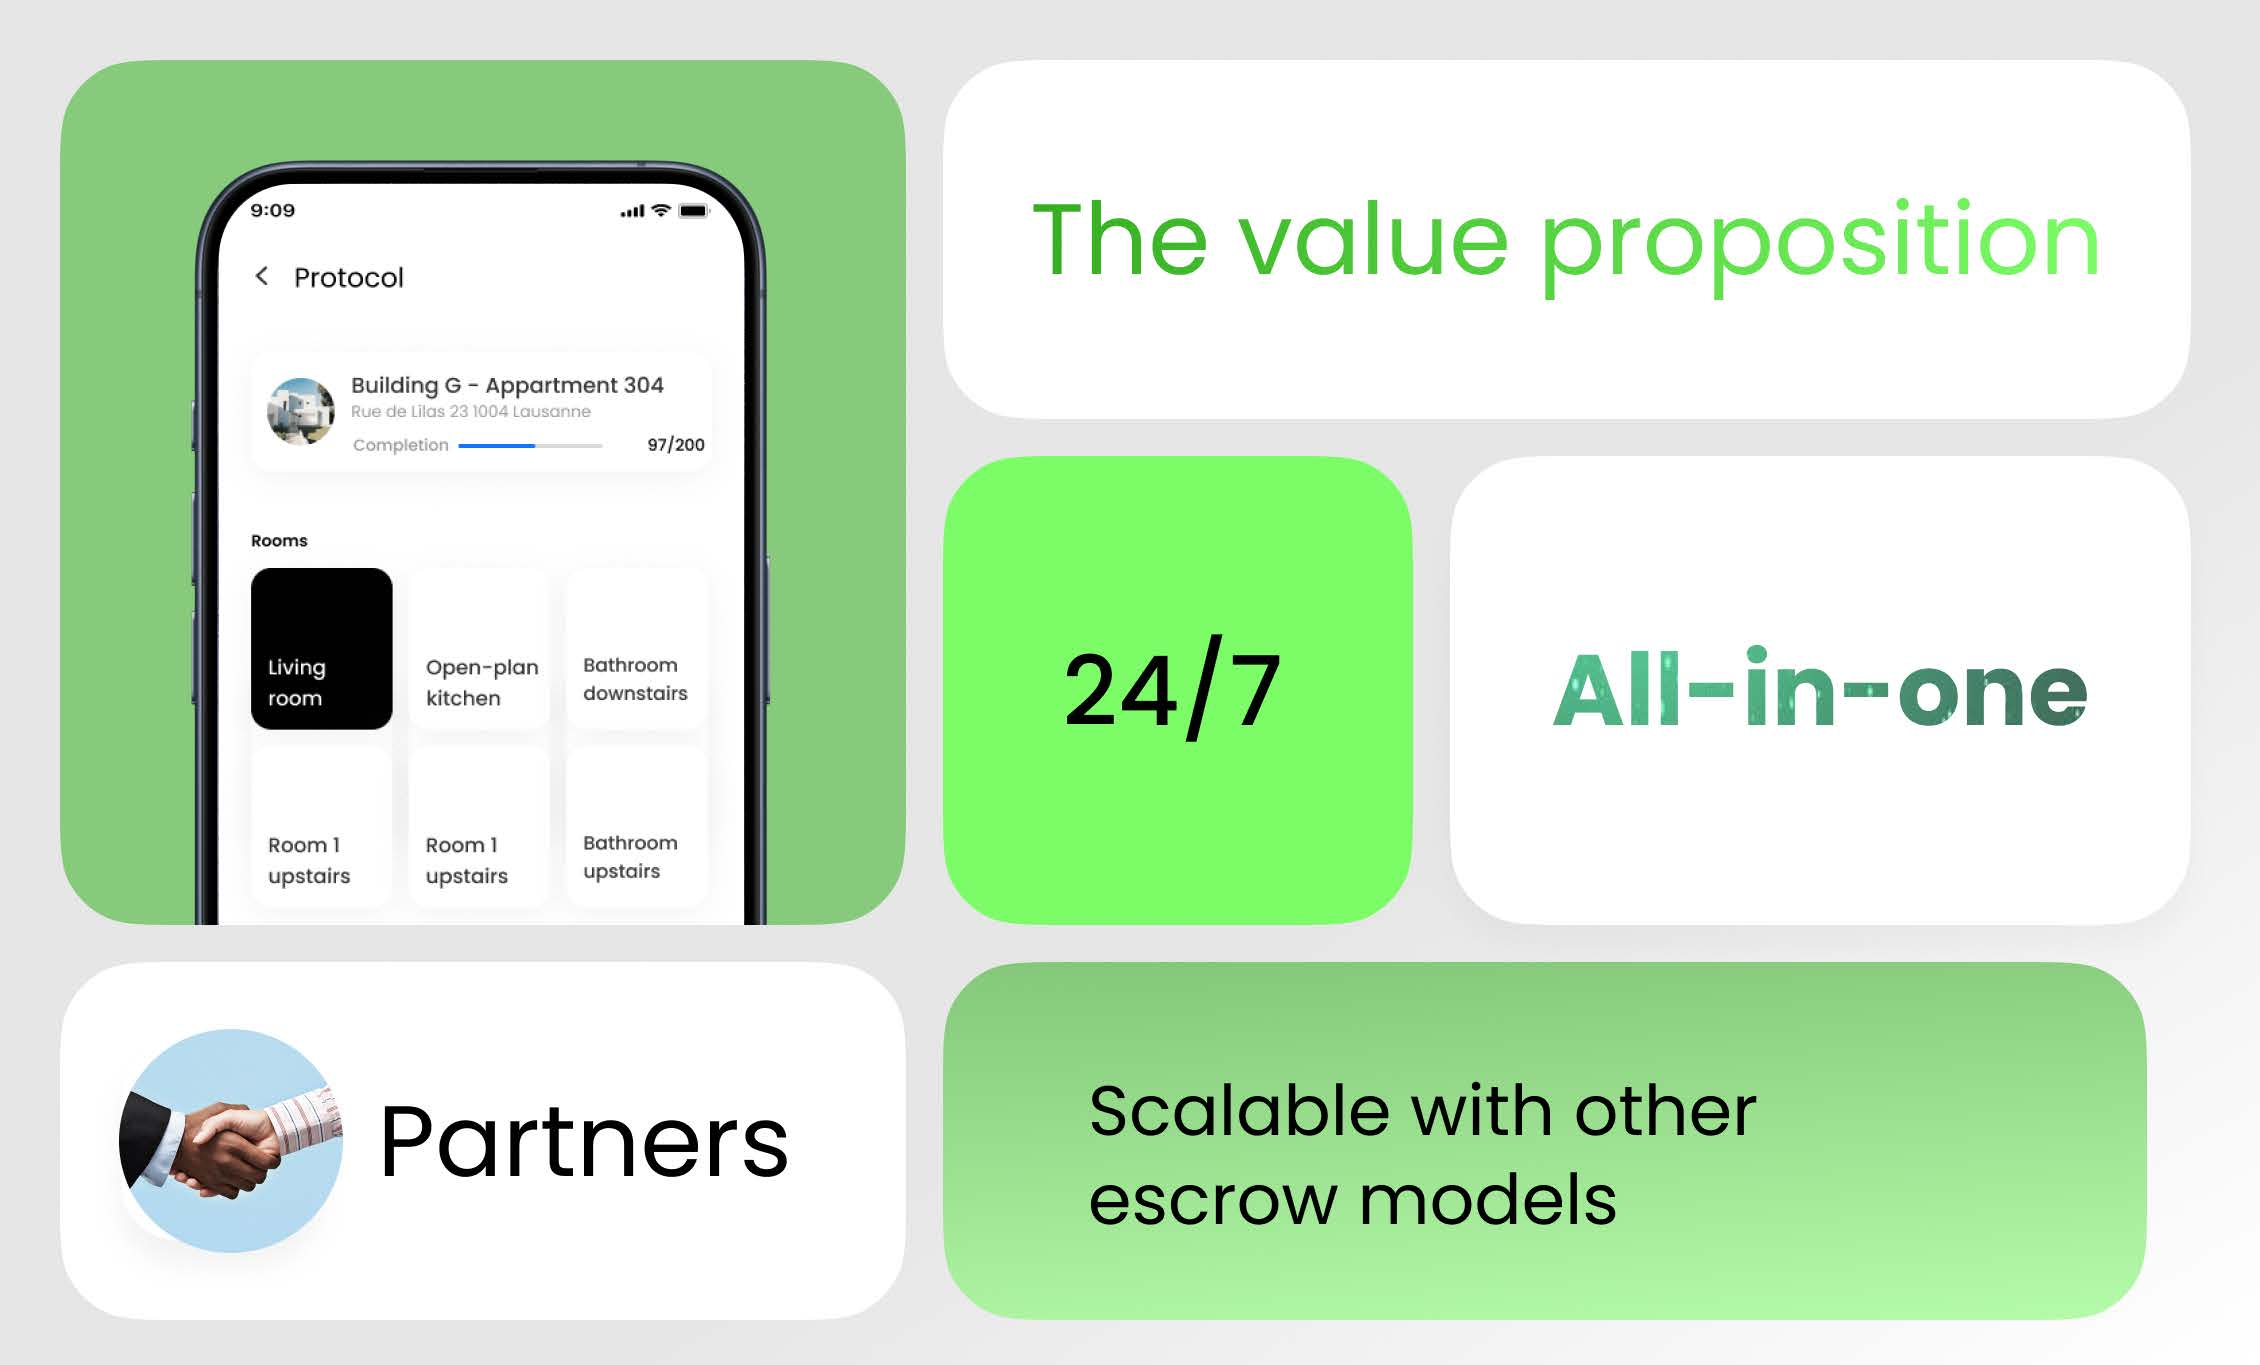 9:09
Protocol
Building G - Appartment 304
Rue de Lilas 23 1004 Lausanne
Completion 97/200
Rooms
Living
room
Open-plan
kitchen
Bathroom
downstairs
Room 1
upstairs
Room 1
upstairs
Bathroom
upstairs
The value proposition
24/7
All-in-one
Partners
Scalable with other
escrow models